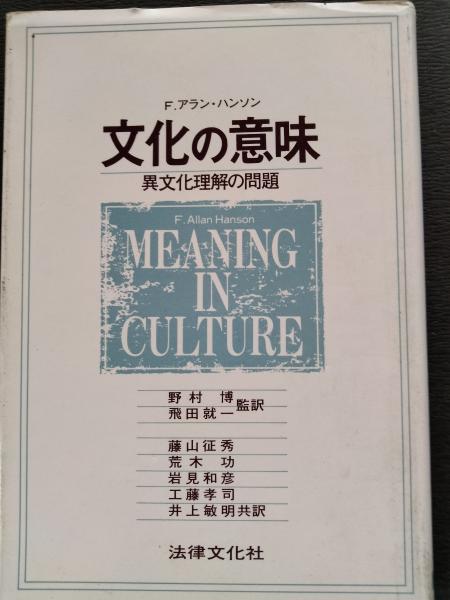 F.アラン・ハンソン
文化の意味
異文化理解の問題
F. Allan Hanson
MEANING
IN
CULTURE
野村 博
飛田就一 監訳
藤山征秀
荒木 功
岩見和彦
工藤孝司
井上敏明共訳
法律文化社